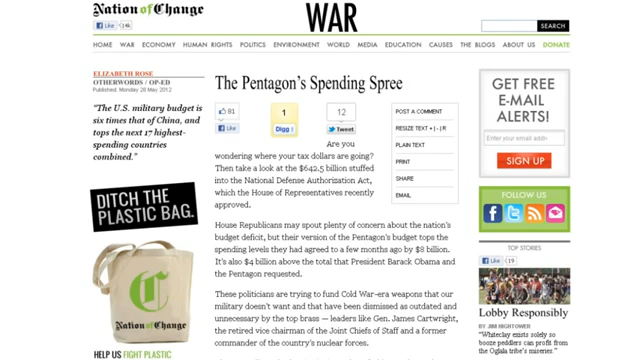 Nation of Change
Like 14k
WAR
SEARCH
HOME WAR ECONOMY HUMAN RIGHTS POLITICS ENVIRONMENT WORLD MEDIA EDUCATION CAUSES THE BLOGS ABOUT US DONATE
ELIZABETH ROSE
OTHERWORDS / OP-ED
Published: Monday 28 May 2012
"The U.S. military budget is
six times that of China, and
tops the next 17 highest-
spending countries
combined."
DITCH THE
PLASTIC BAG.
C
Nation of Change
HELP US FIGHT PLASTIC
The Pentagon's Spending Spree
81
Like
1
Digg
12
Tweet
POST A COMMENT
RESIZE TEXT + | - | R
PLAIN TEXT
PRINT
SHARE
EMAIL
Are you
wondering where your tax dollars are going?
Then take a look at the $642.5 billion stuffed
into the National Defense Authorization Act,
which the House of Representatives recently
approved.
House Republicans may spout plenty of concern about the nation's
budget deficit, but their version of the Pentagon's budget tops the
spending levels they had agreed to a few months ago by $8 billion.
It's also $4 billion above the total that President Barack Obama and
the Pentagon requested.
These politicians are trying to fund Cold War-era weapons that our
military doesn't want and that have been dismissed as outdated and
unnecessary by the top brass — leaders like Gen. James Cartwright,
the retired vice chairman of the Joint Chiefs of Staff and a former
commander of the country's nuclear forces.
GET FREE
E-MAIL
ALERTS!
Enter your email addre
SIGN UP
FOLLOW US
TOP STORIES
Like 19
Lobby Responsibly
BY JIM HIGHTOWER
"Whiteclay exists solely so
booze peddlers can profit
from the Oglala tribe's